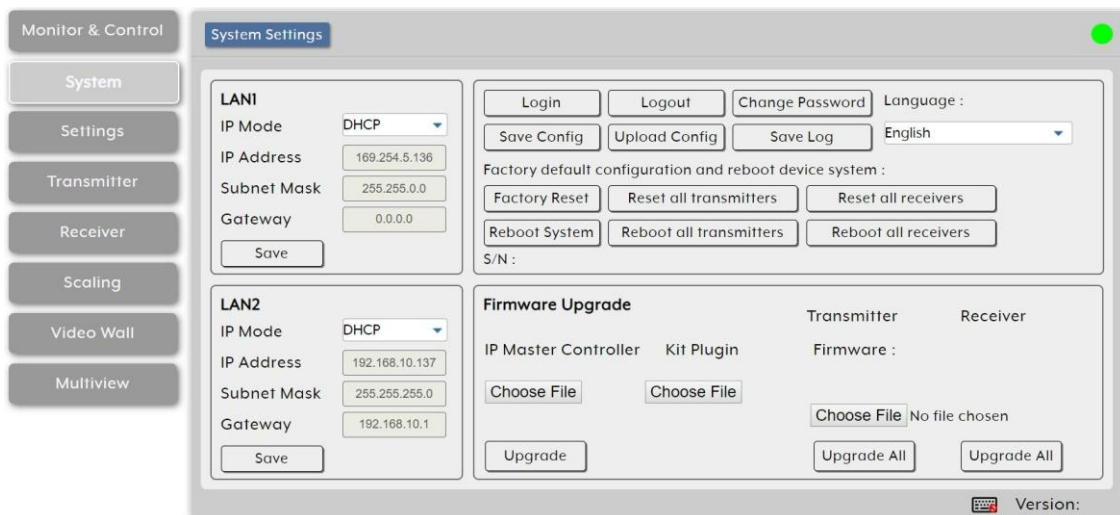 Monitor & Control
System
Settings
Transmitter
Receiver
Scaling
Video Wall
Multiview
System Settings
LAN1
IP Mode DHCP
IP Address 169.254.5.136
Subnet Mask 255.255.0.0
Gateway 0.0.0.0
Save
Login Logout Change Password Language :
Save Config Upload Config Save Log English
Factory default configuration and reboot device system :
Factory Reset Reset all transmitters Reset all receivers
Reboot System Reboot all transmitters Reboot all receivers
S/N :
LAN2
IP Mode DHCP
IP Address 192.168.10.137
Subnet Mask 255.255.255.0
Gateway 192.168.10.1
Save
Firmware Upgrade
Transmitter Receiver
IP Master Controller Kit Plugin Firmware :
Choose File Choose File
Choose File No file chosen
Upgrade Upgrade All Upgrade All
Version: